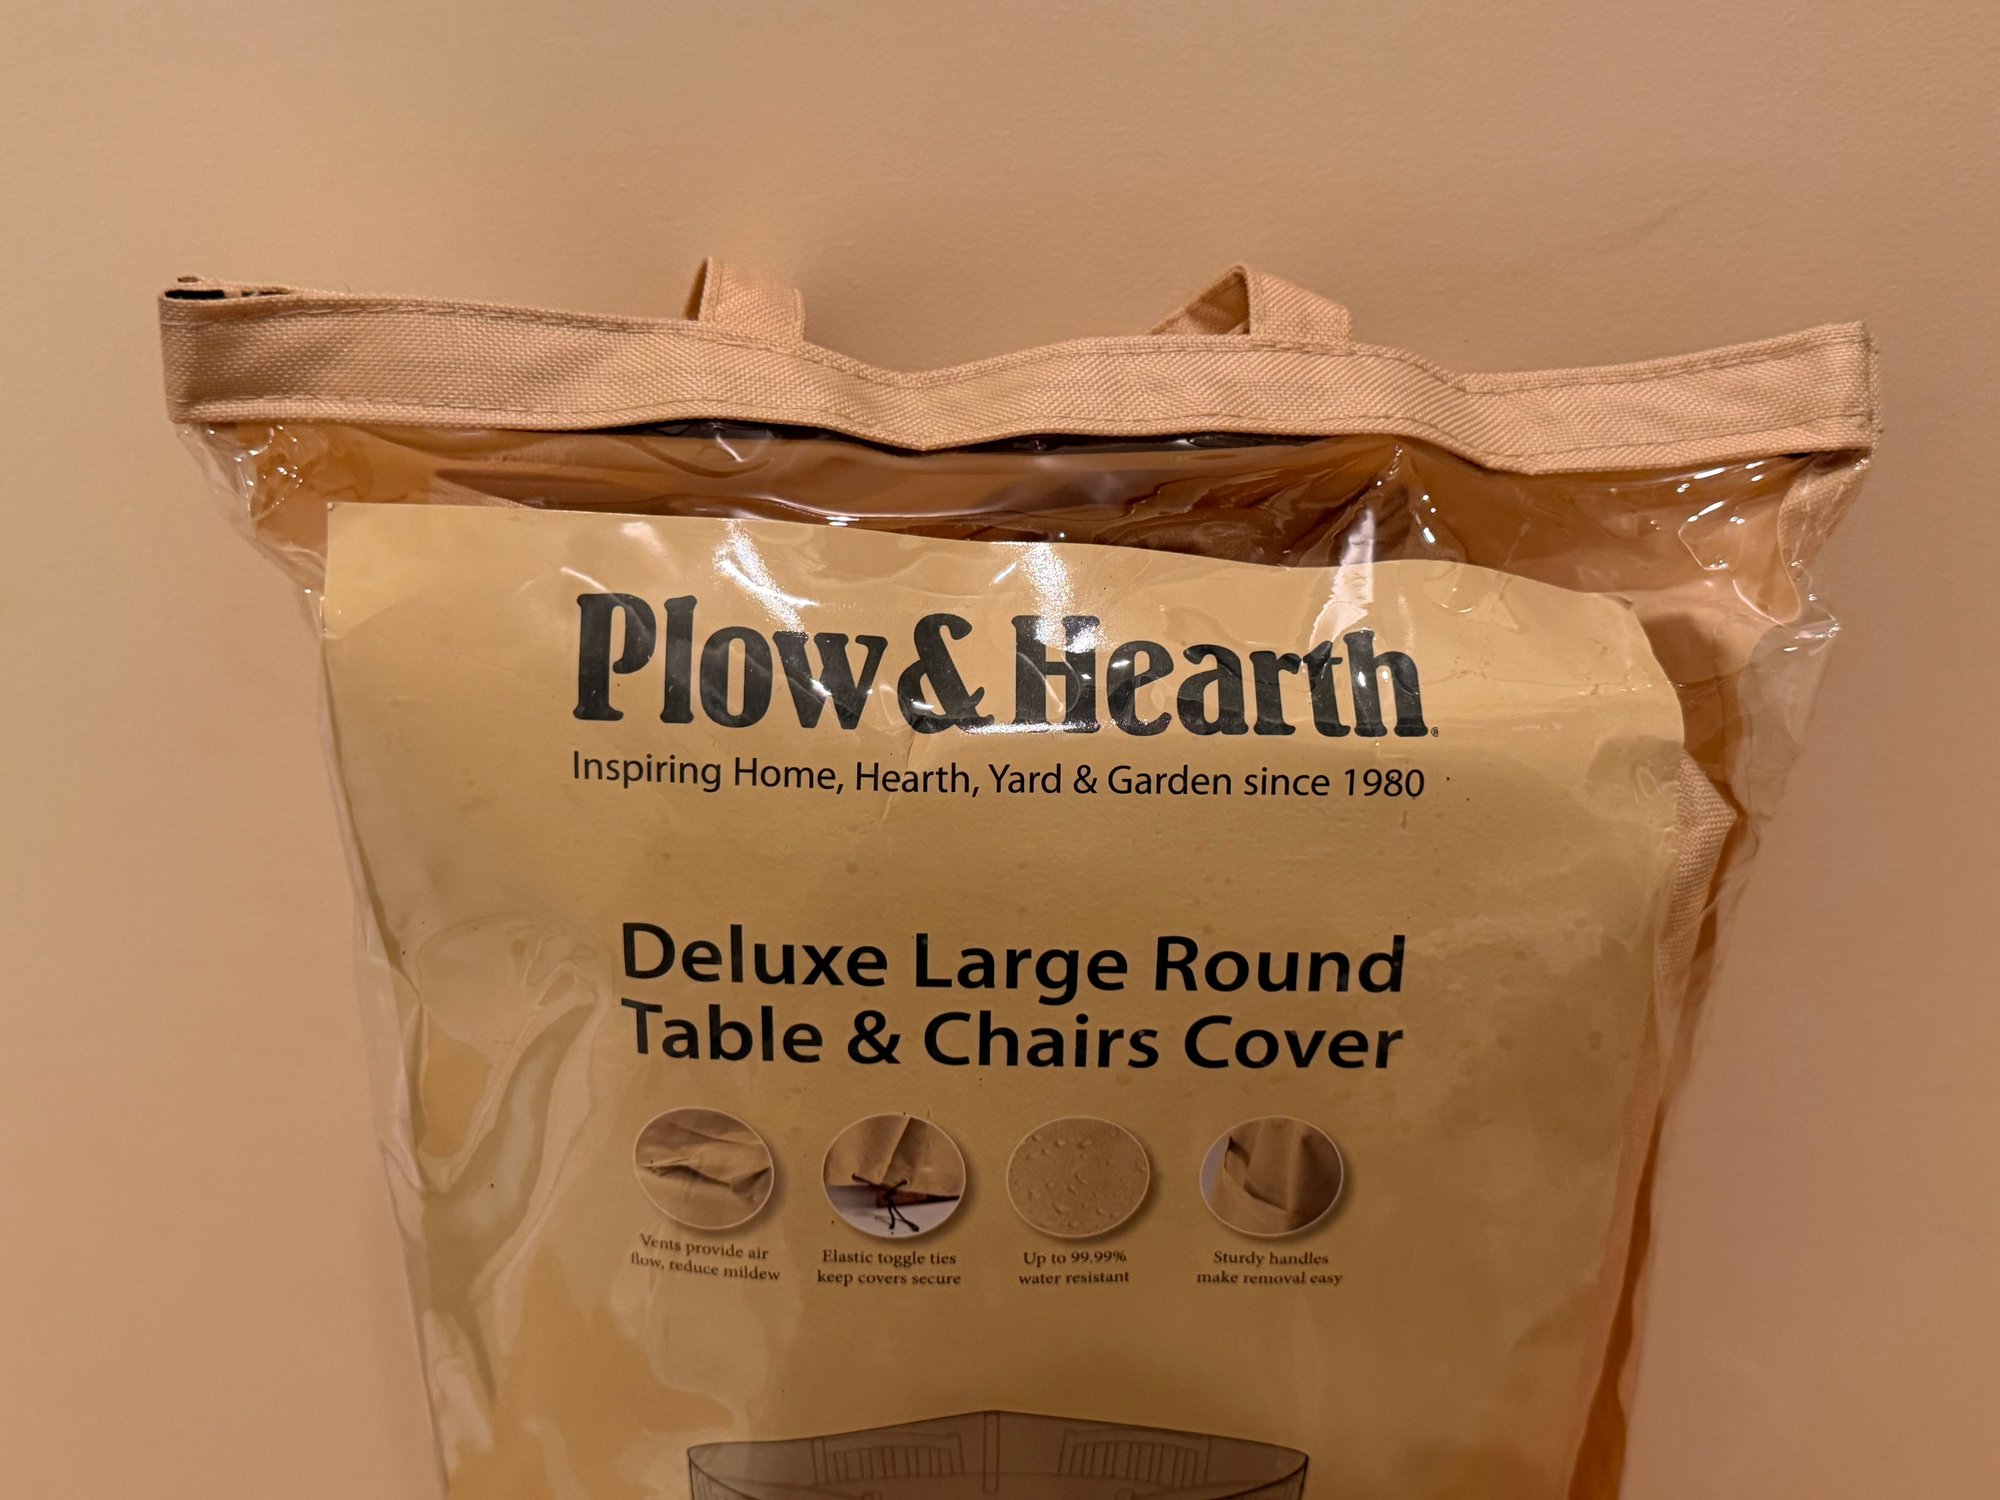 Plow & Hearth®
Inspiring Home, Hearth, Yard & Garden since 1980
Deluxe Large Round
Table & Chairs Cover
Vents provide air
flow, reduce mildew
Elastic toggle ties
keep covers secure
Up to 99.99%
water resistant
Sturdy handles
make removal easy